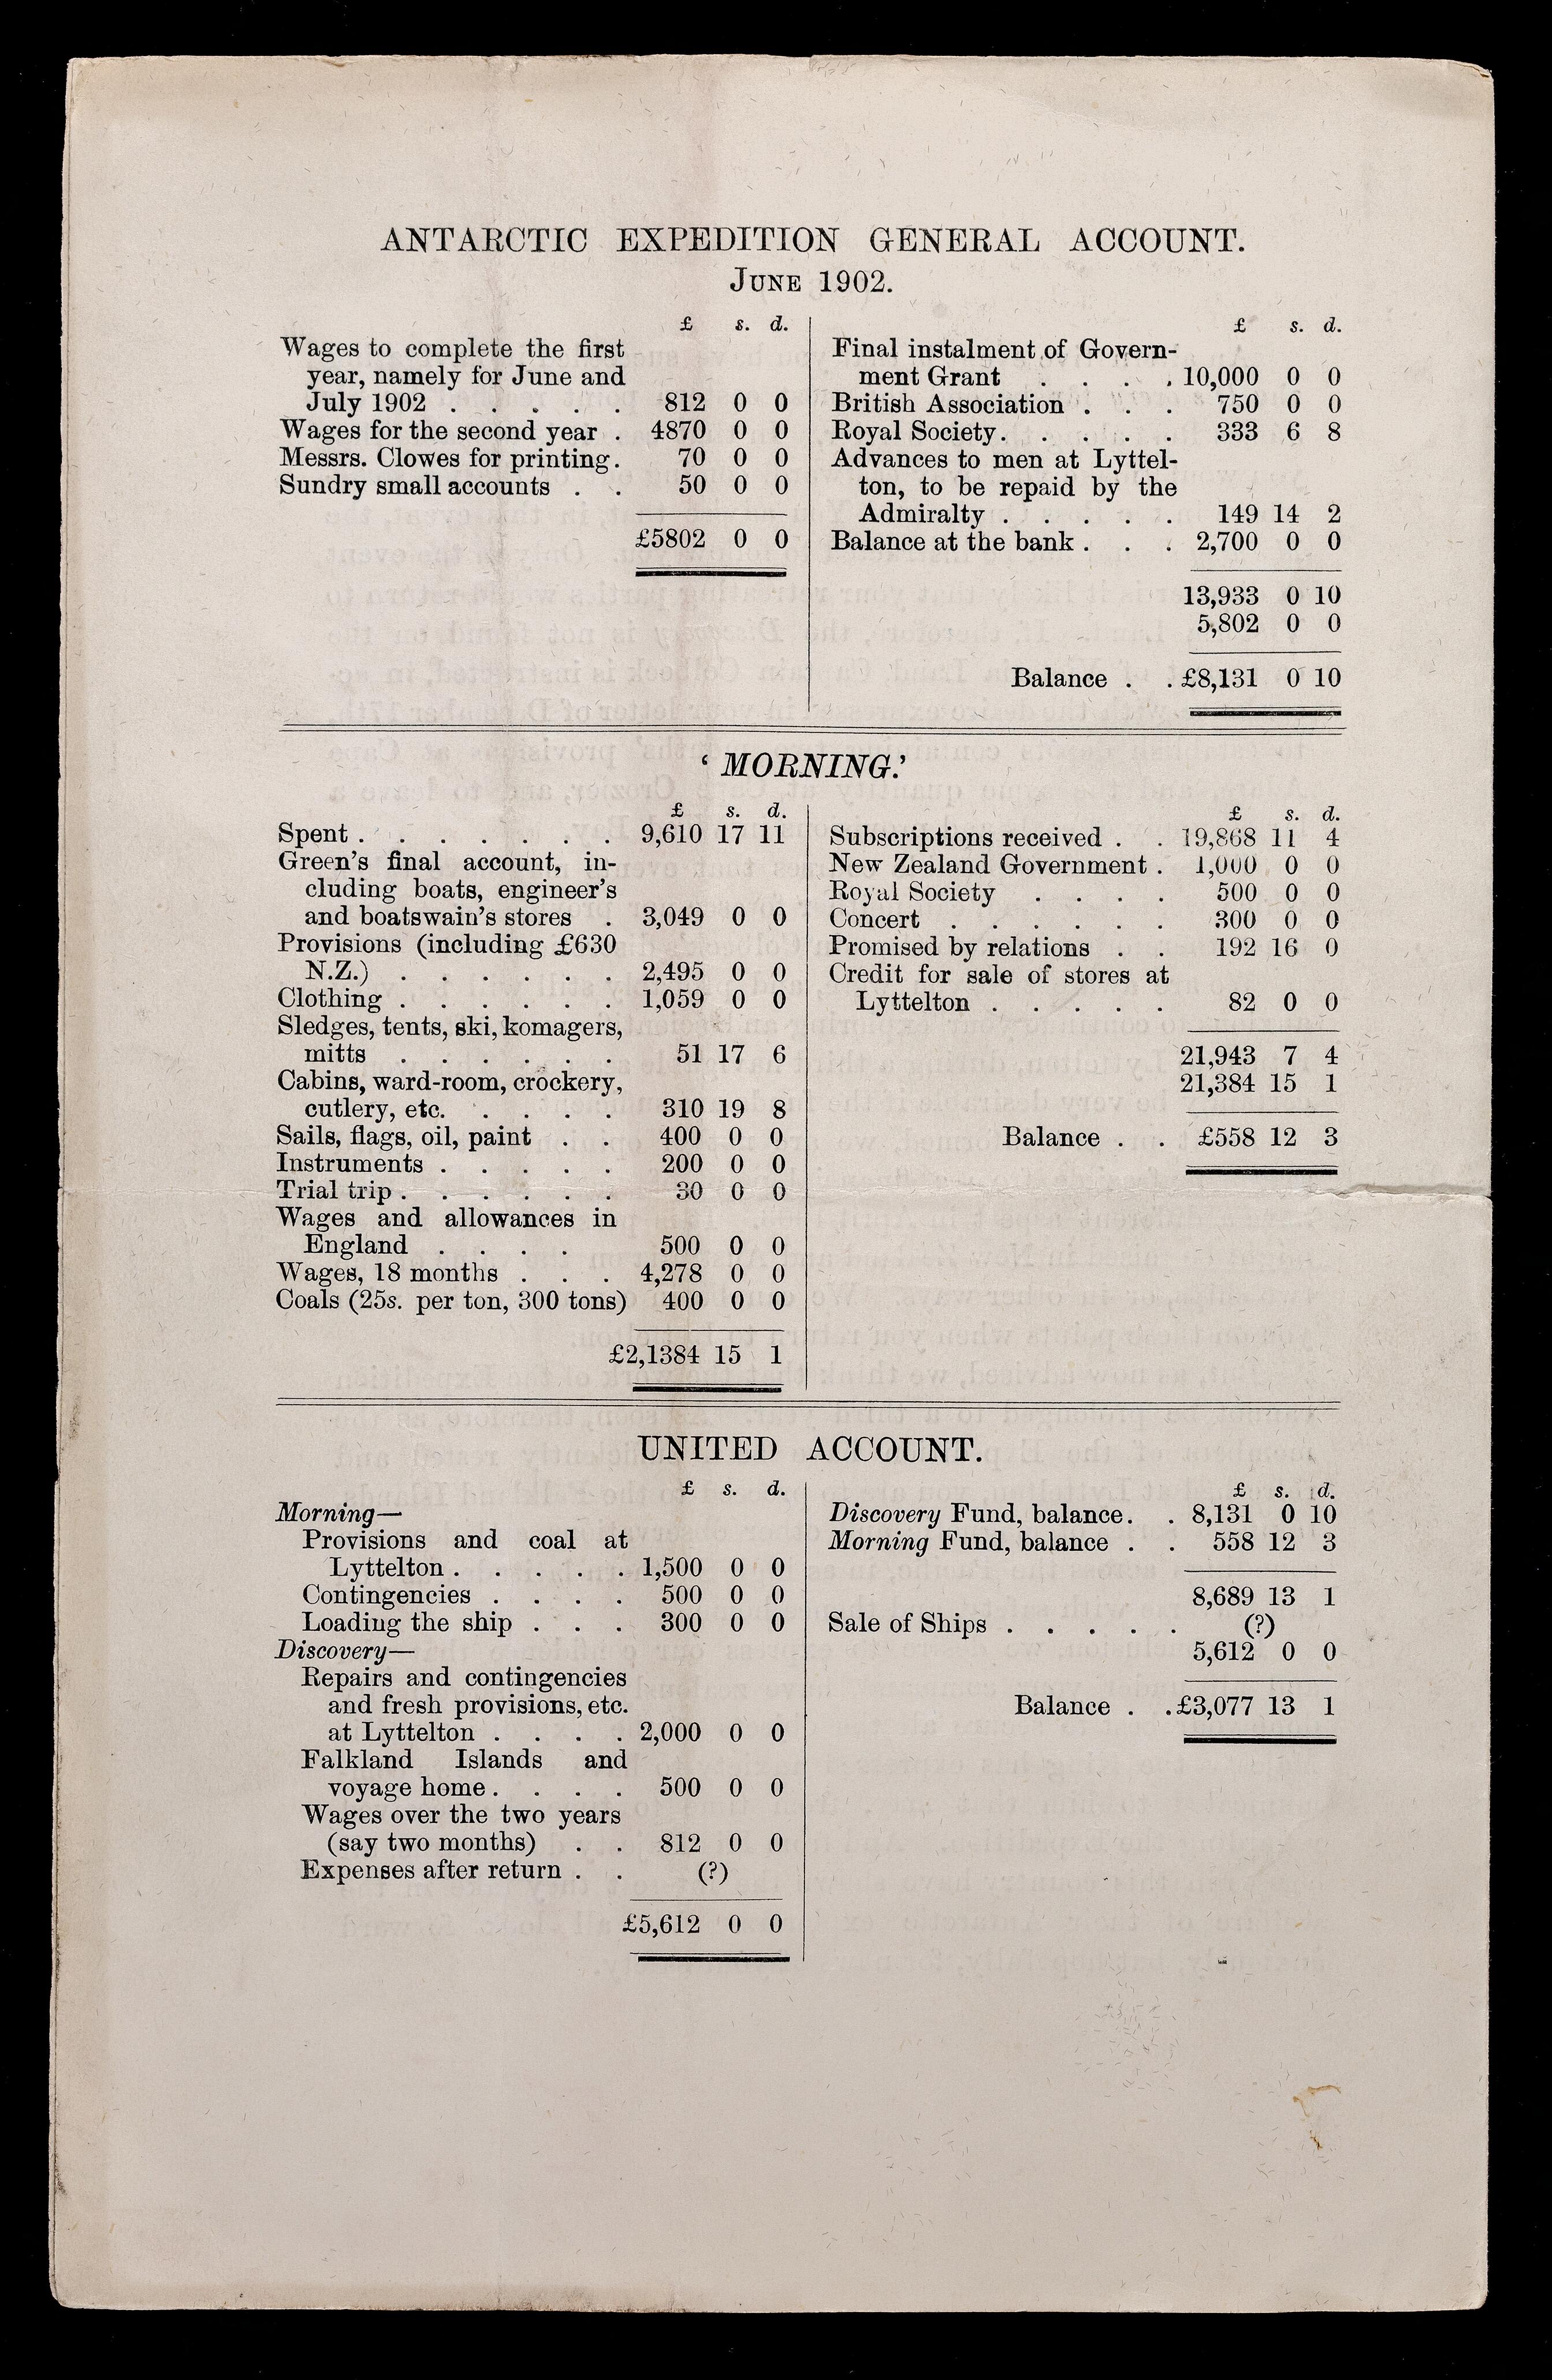 ANTARCTIC EXPEDITION GENERAL ACCOUNT.
JUNE 1902.
£ s. d.
Wages to complete the first
year, namely for June and
July 1902 . . . . . 812 0 0
Wages for the second year . 4870 0 0
Messrs. Clowes for printing. 70 0 0
Sundry small accounts . . 50 0 0
£5802 0 0
£ s. d.
Final instalment of Govern-
ment Grant . . . . 10,000 0 0
British Association . . . 750 0 0
Royal Society. . . . . 333 6 8
Advances to men at Lyttel-
ton, to be repaid by the
Admiralty . . . . . 149 14 2
Balance at the bank . . . 2,700 0 0
13,933 0 10
5,802 0 0
Balance . . £8,131 0 10
‘ MORNING.’
£ s. d.
Spent . . . . . . . 9,610 17 11
Green’s final account, in-
cluding boats, engineer’s
and boatswain’s stores . 3,049 0 0
Provisions (including £630
N.Z.) . . . . . . 2,495 0 0
Clothing . . . . . . 1,059 0 0
Sledges, tents, ski, komagers,
mitts . . . . . . 51 17 6
Cabins, ward-room, crockery,
cutlery, etc. . . . . 310 19 8
Sails, flags, oil, paint . . 400 0 0
Instruments . . . . . 200 0 0
Trial trip . . . . . . 30 0 0
Wages and allowances in
England . . . . 500 0 0
Wages, 18 months . . . 4,278 0 0
Coals (25s. per ton, 300 tons) 400 0 0
£2,1384 15 1
£ s. d.
Subscriptions received . . 19,868 11 4
New Zealand Government . 1,000 0 0
Royal Society . . . . 500 0 0
Concert . . . . . . 300 0 0
Promised by relations . . 192 16 0
Credit for sale of stores at
Lyttelton . . . . . 82 0 0
21,943 7 4
21,384 15 1
Balance . . £558 12 3
UNITED ACCOUNT.
£ s. d.
Morning—
Provisions and coal at
Lyttelton . . . . . 1,500 0 0
Contingencies . . . . 500 0 0
Loading the ship . . . 300 0 0
Discovery—
Repairs and contingencies
and fresh provisions, etc.
at Lyttelton . . . . 2,000 0 0
Falkland Islands and
voyage home . . . . 500 0 0
Wages over the two years
(say two months) . . 812 0 0
Expenses after return . . (?)
£5,612 0 0
£ s. d.
Discovery Fund, balance. . 8,131 0 10
Morning Fund, balance . . 558 12 3
8,689 13 1
Sale of Ships . . . . . (?)
5,612 0 0
Balance . . £3,077 13 1